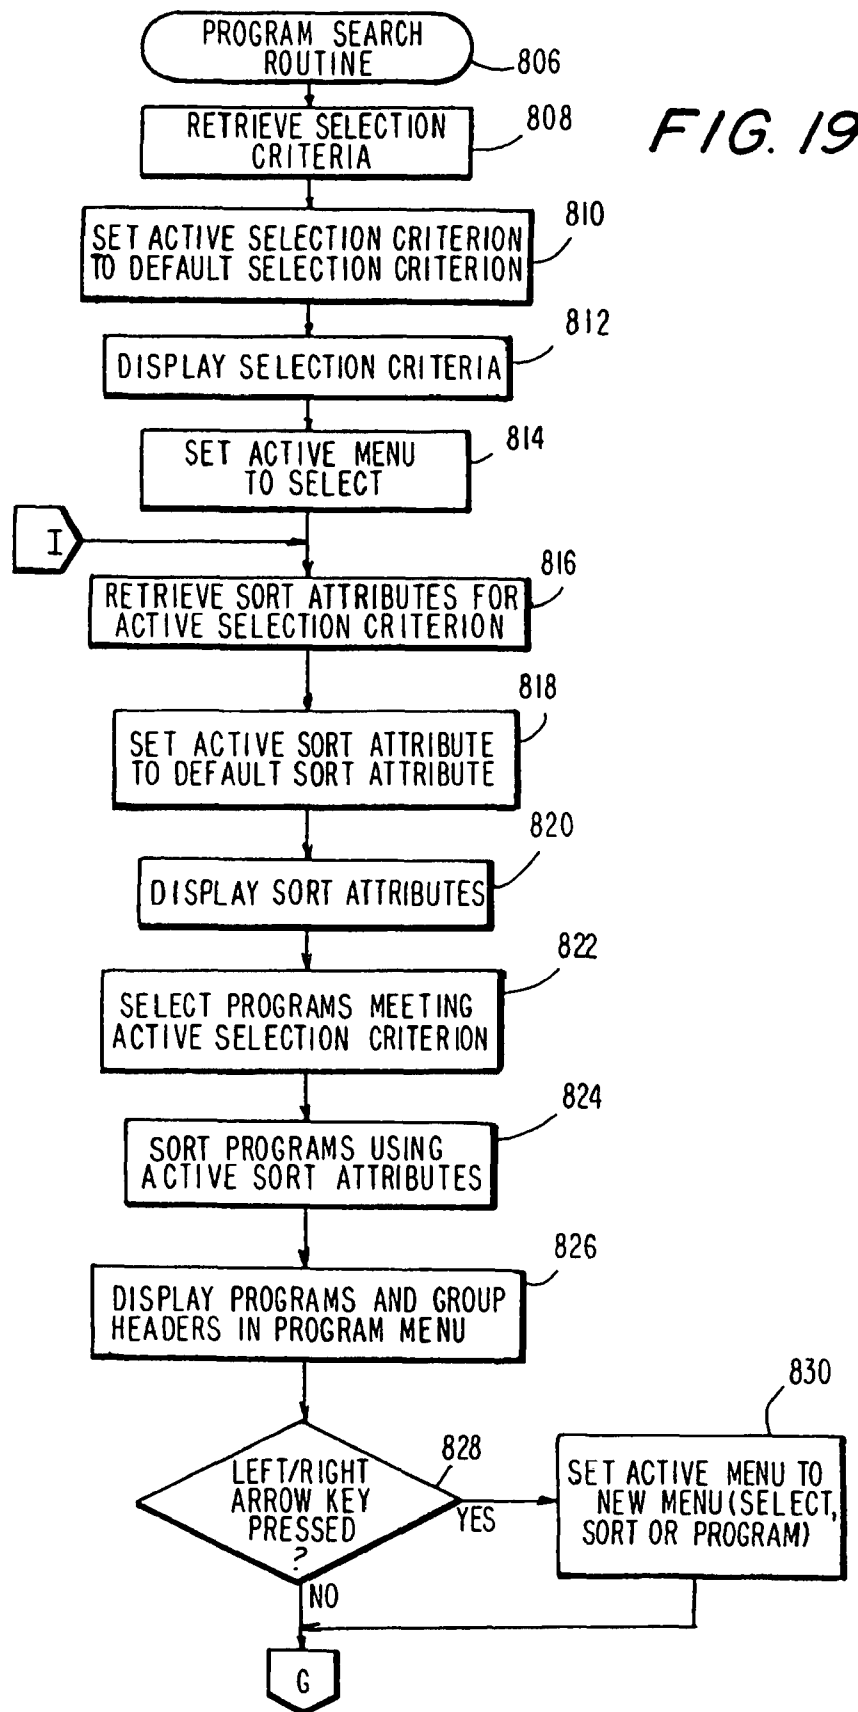 PROGRAM SEARCH
ROUTINE
806
FIG. 19
RETRIEVE SELECTION
CRITERIA
808
SET ACTIVE SELECTION CRITERION
TO DEFAULT SELECTION CRITERION
810
DISPLAY SELECTION CRITERIA
812
SET ACTIVE MENU
TO SELECT
814
I
RETRIEVE SORT ATTRIBUTES FOR
ACTIVE SELECTION CRITERION
816
SET ACTIVE SORT ATTRIBUTE
TO DEFAULT SORT ATTRIBUTE
818
DISPLAY SORT ATTRIBUTES
820
SELECT PROGRAMS MEETING
ACTIVE SELECTION CRITERION
822
SORT PROGRAMS USING
ACTIVE SORT ATTRIBUTES
824
DISPLAY PROGRAMS AND GROUP
HEADERS IN PROGRAM MENU
826
LEFT/RIGHT
ARROW KEY
PRESSED
?
828
YES
SET ACTIVE MENU TO
NEW MENU (SELECT,
SORT OR PROGRAM)
830
NO
G